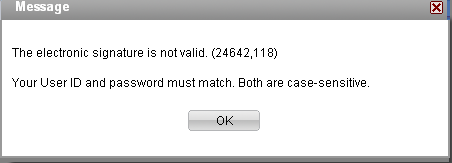 Message
The electronic signature is not valid. (24642,118)
Your User ID and password must match. Both are case-sensitive.
OK